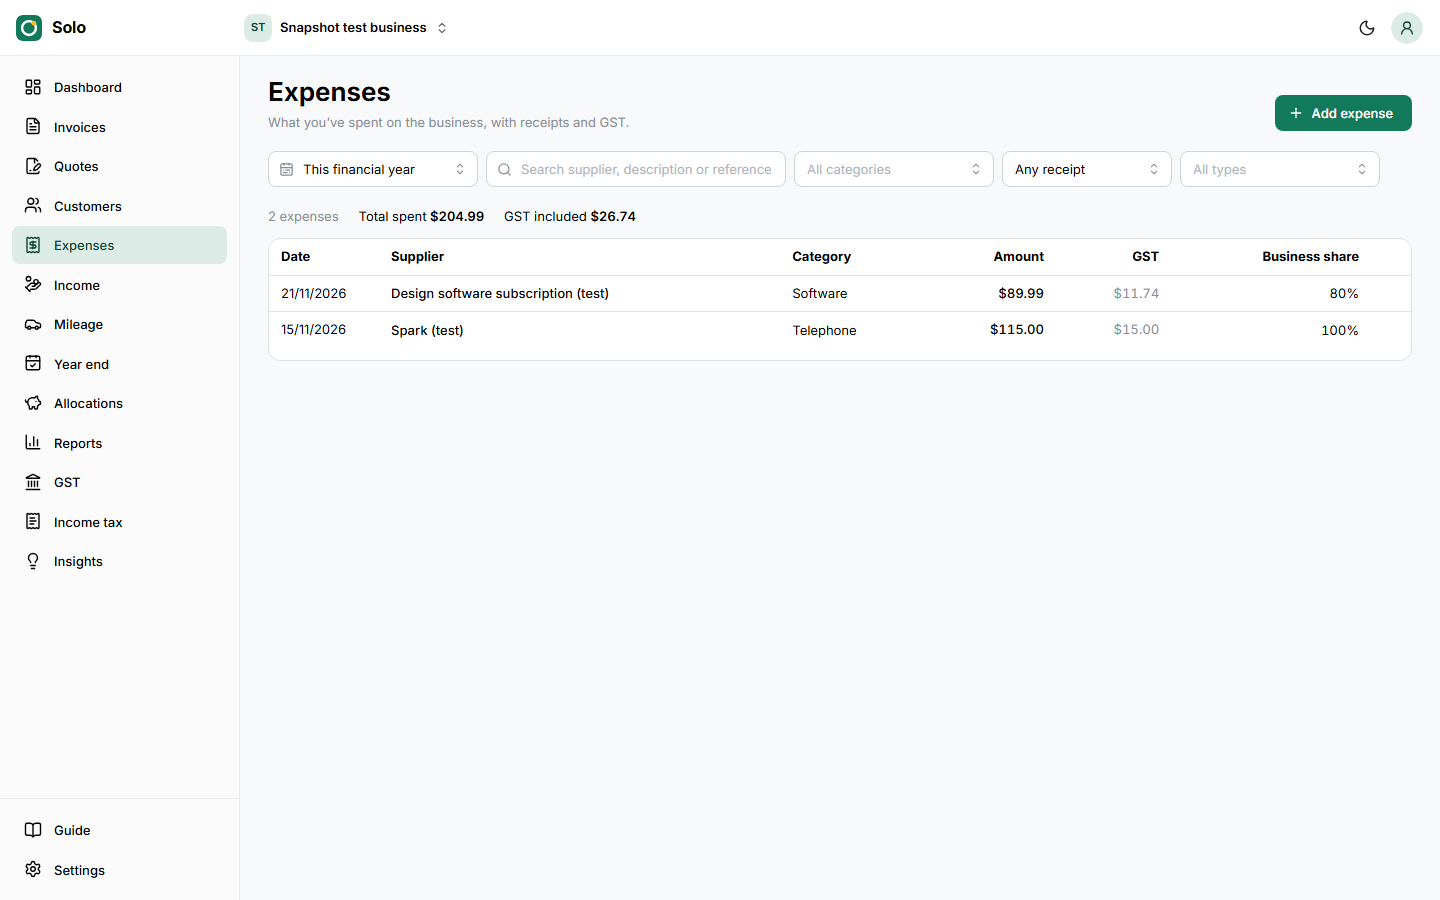 Solo
ST Snapshot test business
Dashboard
Invoices
Quotes
Customers
Expenses
Income
Mileage
Year end
Allocations
Reports
GST
Income tax
Insights
Guide
Settings
Expenses
What you've spent on the business, with receipts and GST.
Add expense
This financial year Search supplier, description or reference All categories Any receipt All types
2 expenses Total spent $204.99 GST included $26.74
Date Supplier Category Amount GST Business share
21/11/2026 Design software subscription (test) Software $89.99 $11.74 80%
15/11/2026 Spark (test) Telephone $115.00 $15.00 100%